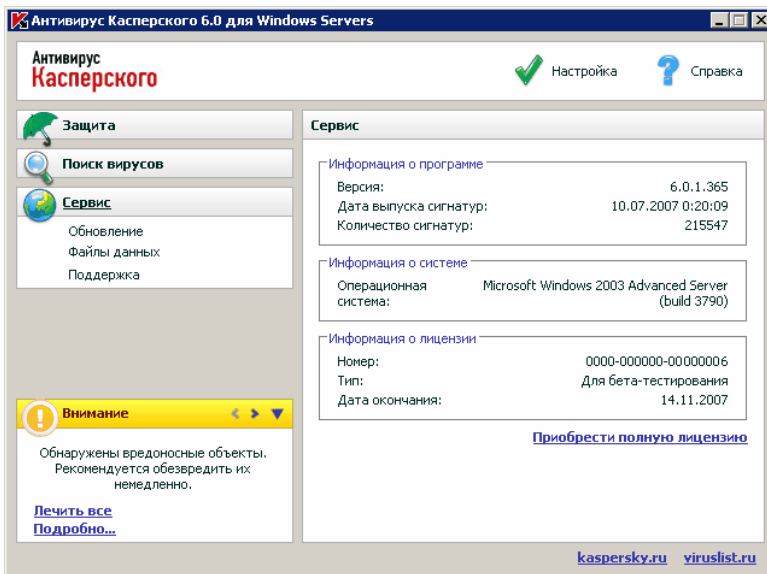 Антивирус Касперского 6.0 для Windows Servers
Антивирус
Касперского
Настройка
Справка
Защита
Поиск вирусов
Сервис
Обновление
Файлы данных
Поддержка
Внимание
Обнаружены вредоносные объекты.
Рекомендуется обезвредить их
немедленно.
Лечить все
Подробно...
Сервис
Информация о программе
Версия: 6.0.1.365
Дата выпуска сигнатур: 10.07.2007 0:20:09
Количество сигнатур: 215547
Информация о системе
Операционная Microsoft Windows 2003 Advanced Server
система: (build 3790)
Информация о лицензии
Номер: 0000-000000-00000006
Тип: Для бета-тестирования
Дата окончания: 14.11.2007
Приобрести полную лицензию
kaspersky.ru viruslist.ru